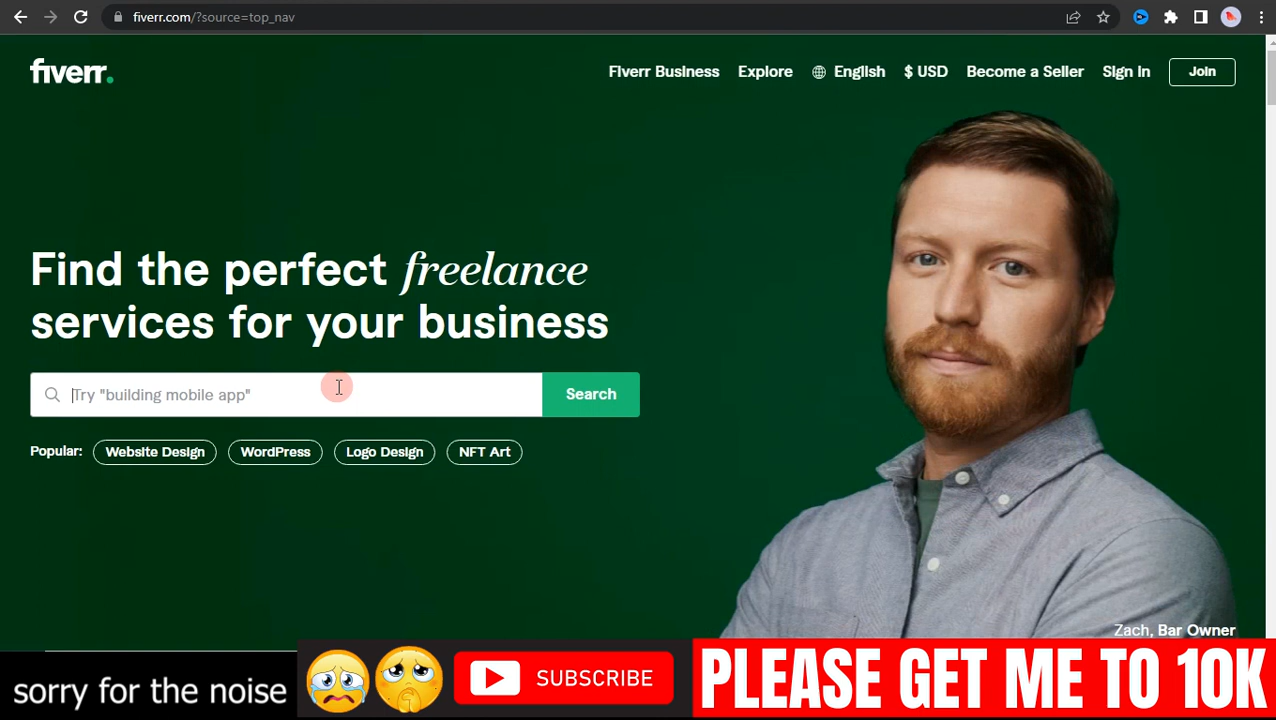 fiverr.com/?source=top_nav
fiverr.
Fiverr Business
Explore
English
$ USD
Become a Seller
Sign In
Join
Find the perfect freelance
services for your business
Try "building mobile app"
Search
Popular:
Website Design
WordPress
Logo Design
NFT Art
Zach, Bar Owner
sorry for the noise
SUBSCRIBE
PLEASE GET ME TO 10K